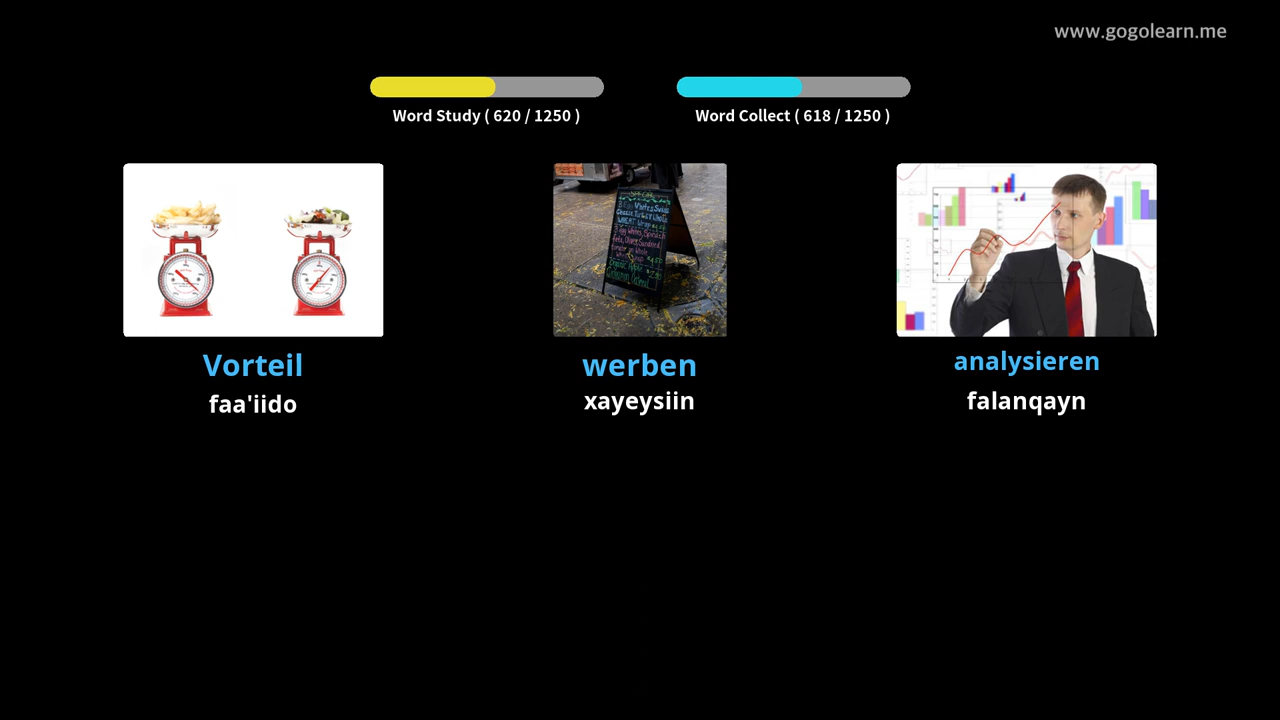 www.gogolearn.me
Word Study ( 620 / 1250 )
Word Collect ( 618 / 1250 )
Vorteil
werben
analysieren
faa'iido
xayeysiin
falanqayn